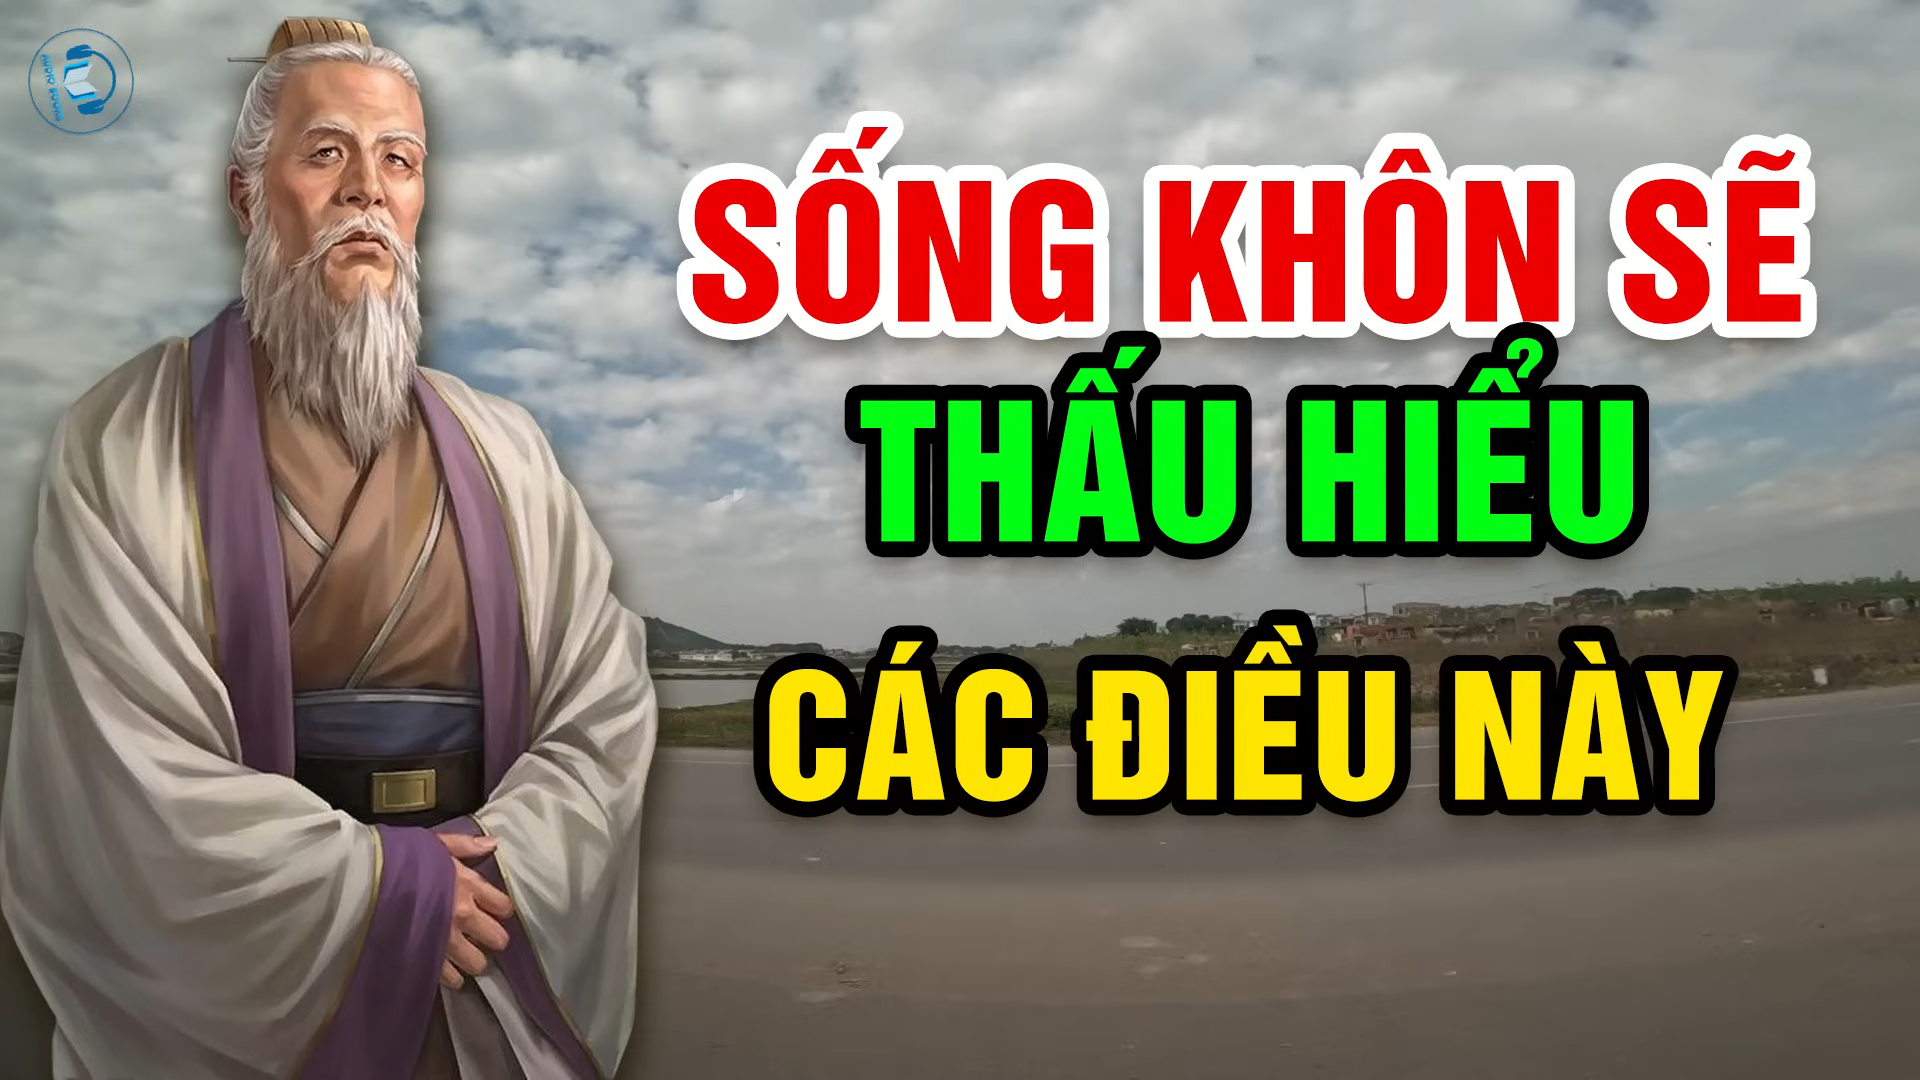 SỐNG KHÔN SẼ
THẤU HIỂU
CÁC ĐIỀU NÀY